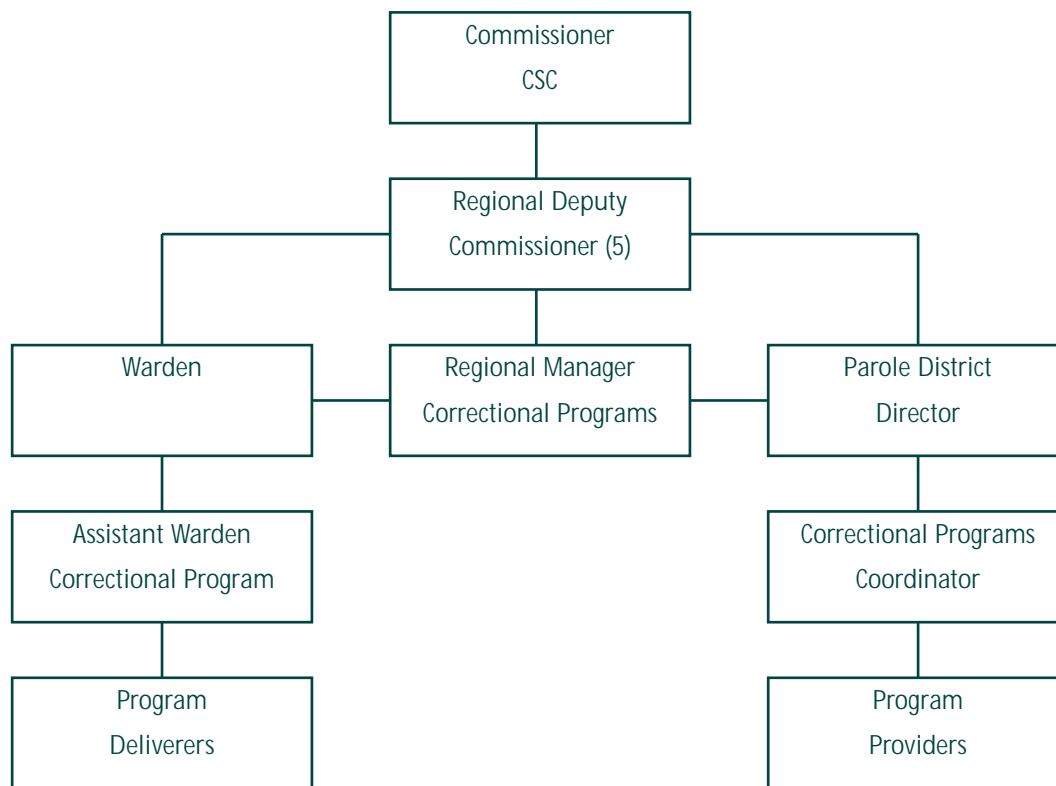 Commissioner
CSC
Regional Deputy
Commissioner (5)
Warden
Regional Manager
Correctional Programs
Parole District
Director
Assistant Warden
Correctional Program
Correctional Programs
Coordinator
Program
Deliverers
Program
Providers